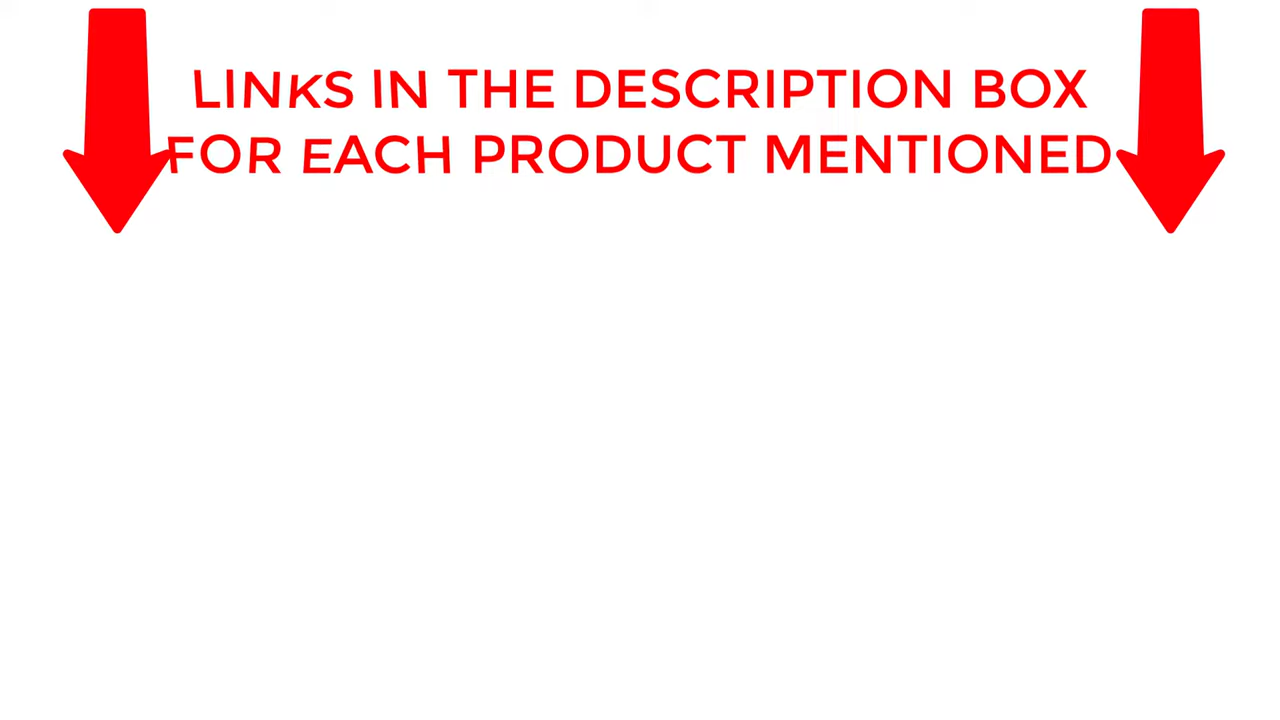 LINKS IN THE DESCRIPTION BOX
FOR EACH PRODUCT MENTIONED